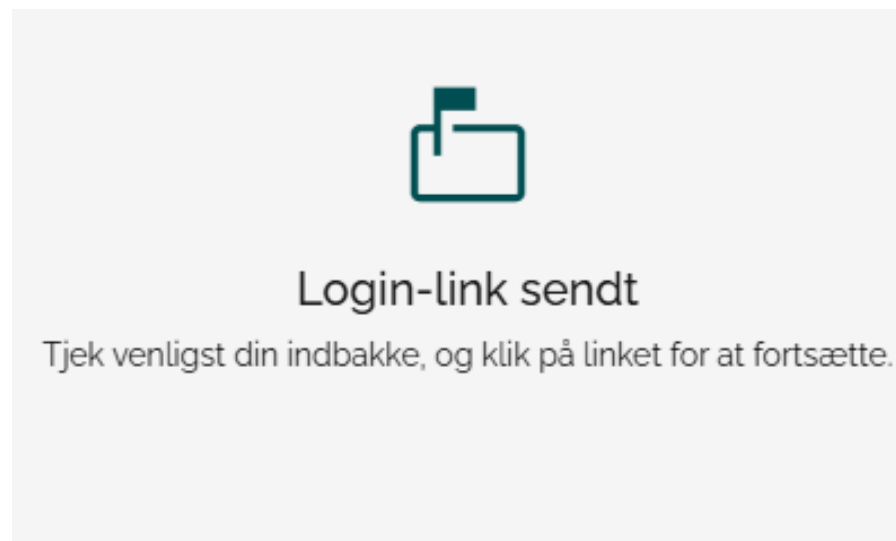 Login-link sendt
Tjek venligst din indbakke, og klik på linket for at fortsætte.